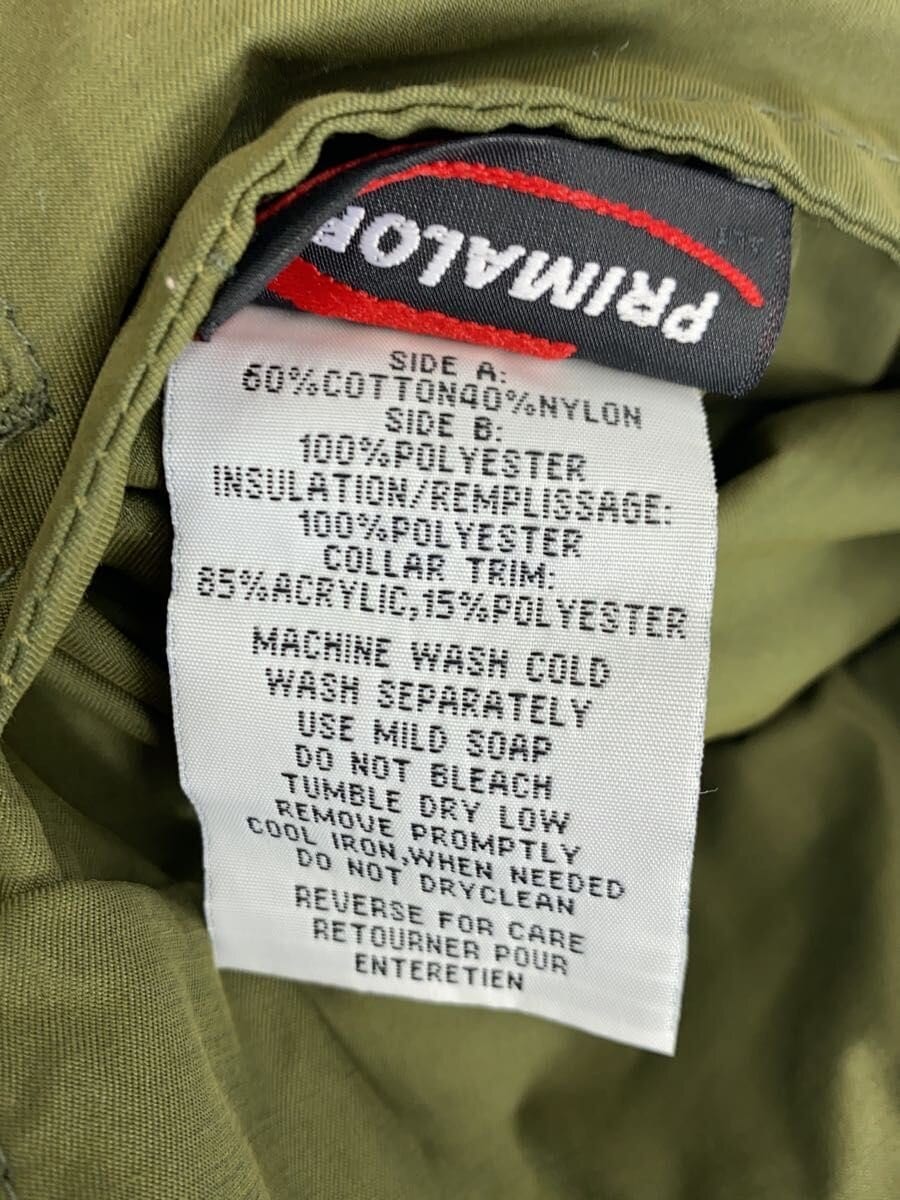 PRIMALOF
SIDE A:
60%COTTON40%NYLON
SIDE B:
100%POLYESTER
INSULATION/REMPLISSAGE:
100%POLYESTER
COLLAR TRIM:
85%ACRYLIC,15%POLYESTER
MACHINE WASH COLD
WASH SEPARATELY
USE MILD SOAP
DO NOT BLEACH
TUMBLE DRY LOW
REMOVE PROMPTLY
COOL IRON,WHEN NEEDED
DO NOT DRYCLEAN
REVERSE FOR CARE
RETOURNER POUR
ENTERETIEN